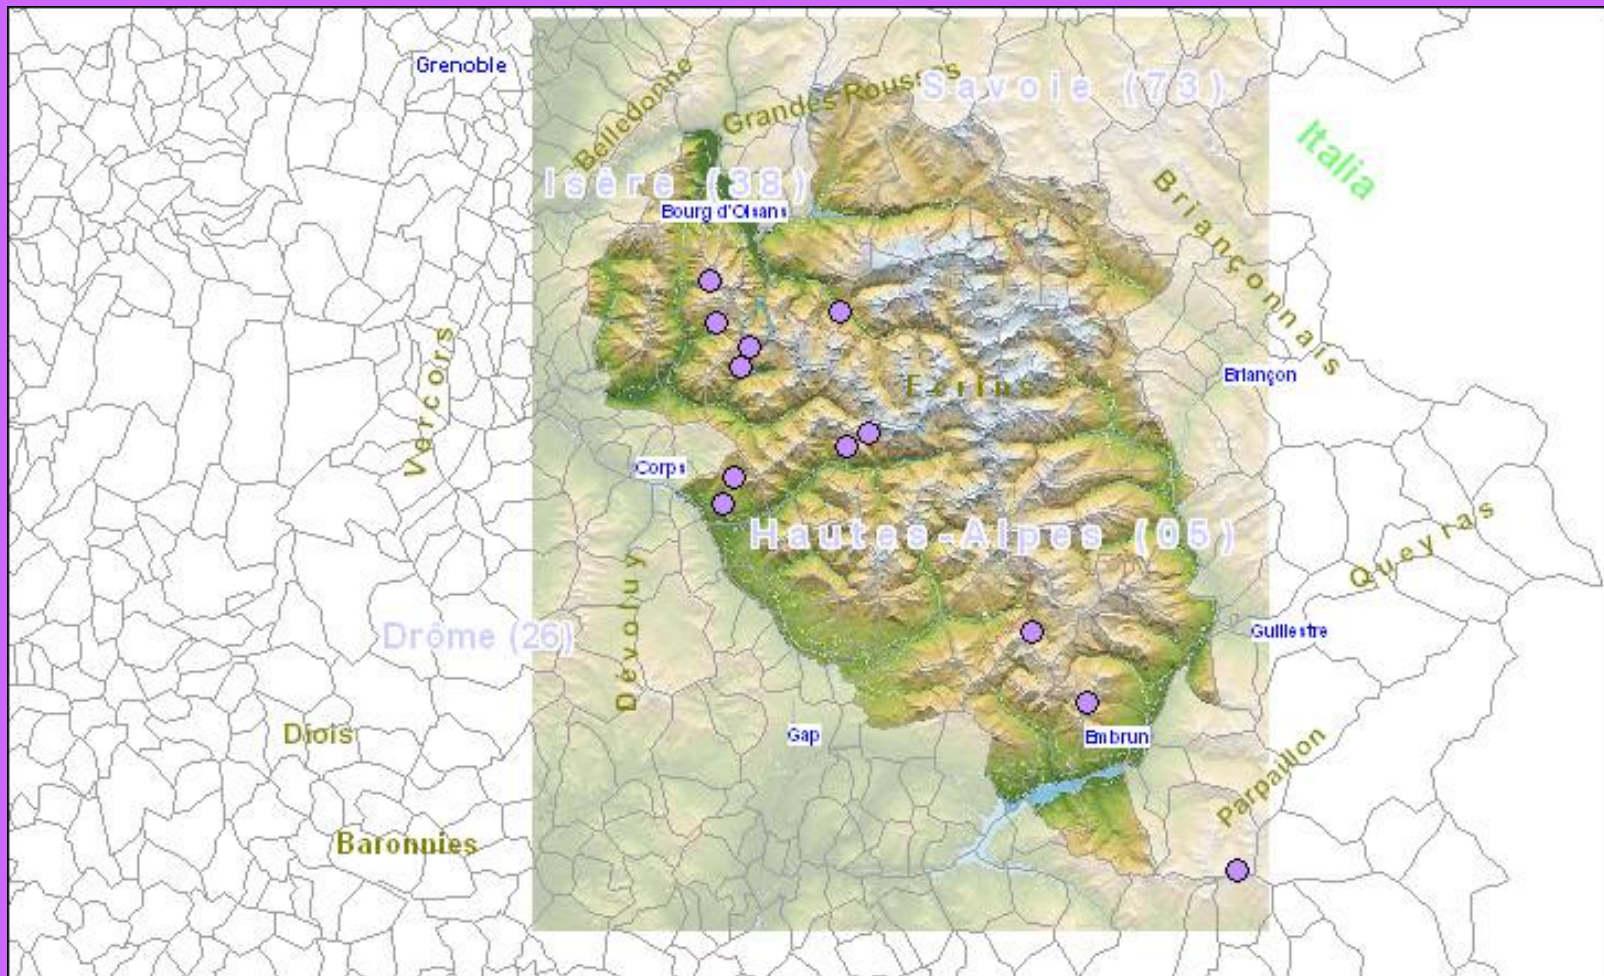 Grenoble
Belledonne
Grandes Rousses
Savoie (73)
Italia
Isère (38)
Bourg d'Oisans
Briançonnais
Vercors
Ecrins
Briançon
Corps
Hautes-Alpes (05)
Queyras
Dévoluy
Drôme (26)
Guillestre
Diois
Gap
Embrun
Parpaillon
Baronnies